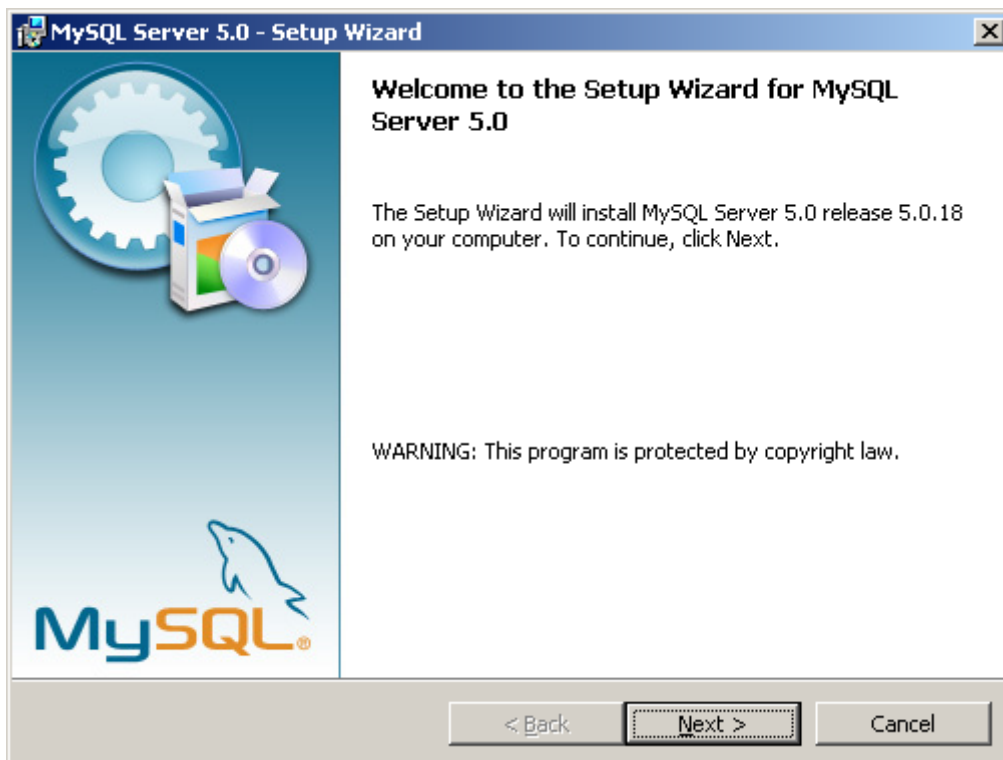 MySQL Server 5.0 - Setup Wizard
Welcome to the Setup Wizard for MySQL
Server 5.0
The Setup Wizard will install MySQL Server 5.0 release 5.0.18
on your computer. To continue, click Next.
WARNING: This program is protected by copyright law.
MySQL®
< Back Next > Cancel